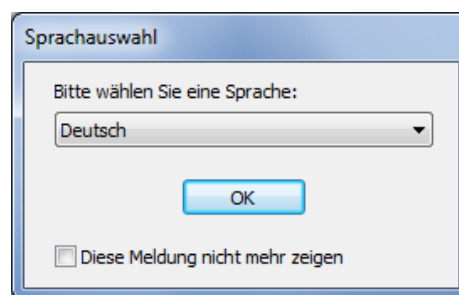 Sprachauswahl
Bitte wählen Sie eine Sprache:
Deutsch
OK
Diese Meldung nicht mehr zeigen